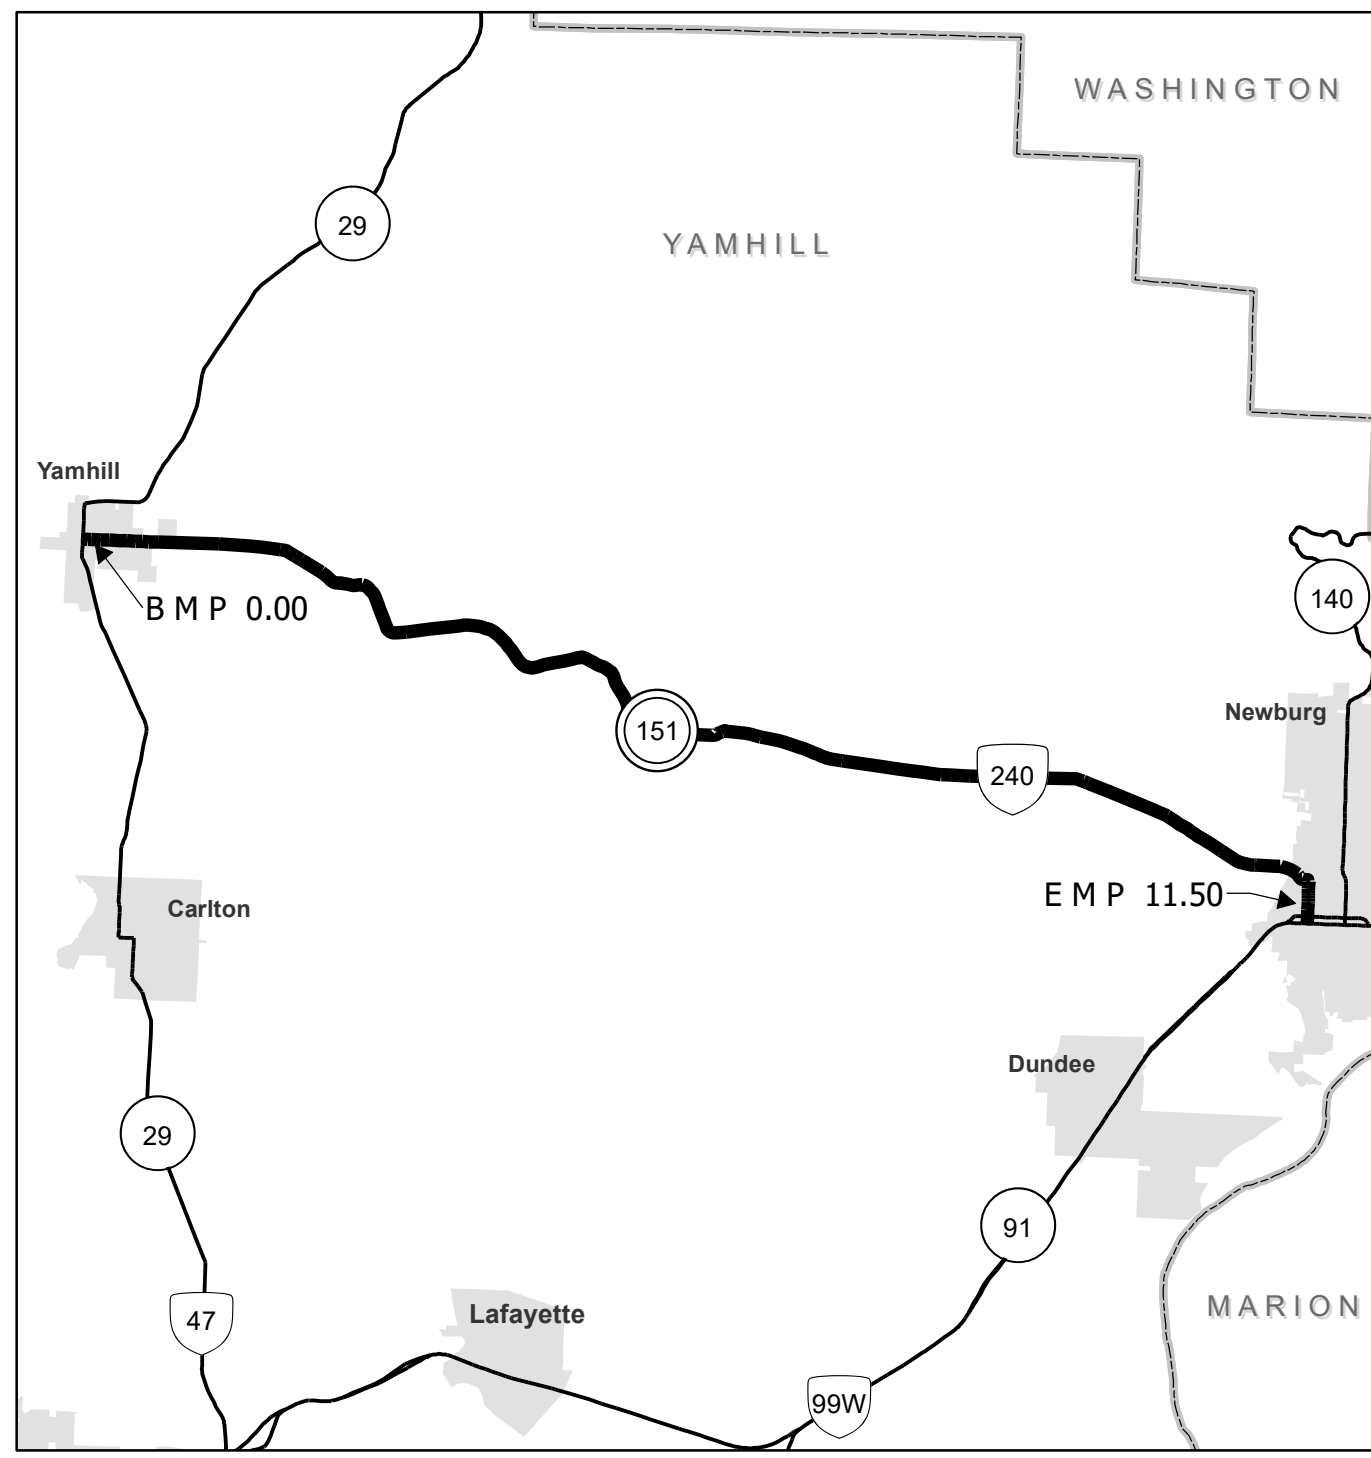 WASHINGTON
29
YAMHILL
Yamhill
BMP 0.00
140
Newburg
151
240
EMP 11.50
Carlton
Dundee
29
91
MARION
47
Lafayette
99W